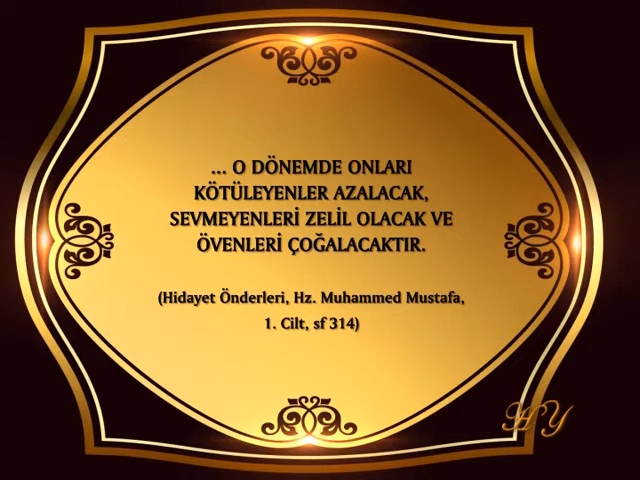 ... O DÖNEMDE ONLARI
KÖTÜLEYENLER AZALACAK,
SEVMEYENLERİ ZELİL OLACAK VE
ÖVENLERİ ÇOĞALACAKTIR.
(Hidayet Önderleri, Hz. Muhammed Mustafa,
1. Cilt, sf 314)
HY